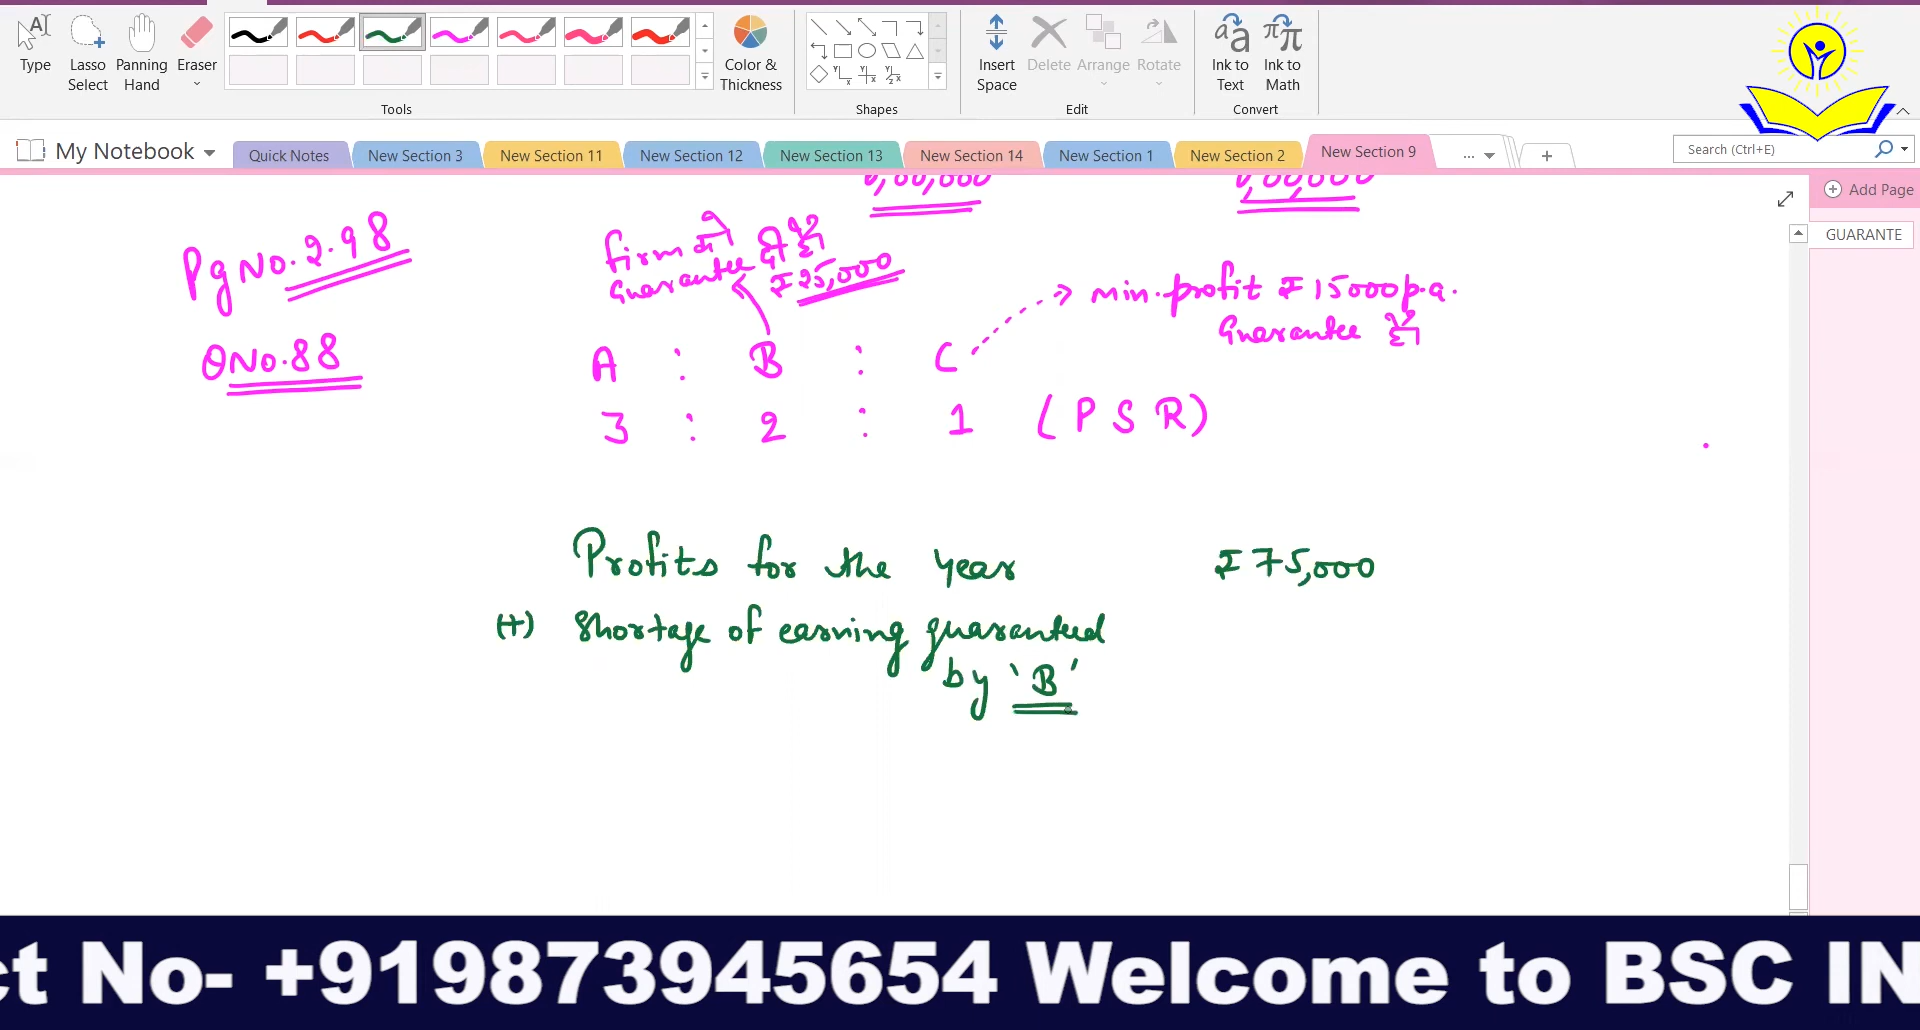 Type
Lasso Select
Panning Hand
Eraser
Color & Thickness
Insert Space
Delete
Arrange
Rotate
Ink to Text
Ink to Math
Tools
Shapes
Edit
Convert
My Notebook
Quick Notes
New Section 3
New Section 11
New Section 12
New Section 13
New Section 14
New Section 1
New Section 2
New Section 9
...
Search (Ctrl+E)
Add Page
GUARANTE
Pg No. 2.98
QNo. 88
firm को
Guarantee दी है
₹ 25,000
min. profit ₹ 15000 p.a.
Guarantee है
A : B : C
3 : 2 : 1 (PSR)
Profits for the year ₹ 75,000
(+) Shortage of earning guaranteed
by 'B'
ct No- +919873945654 Welcome to BSC IN